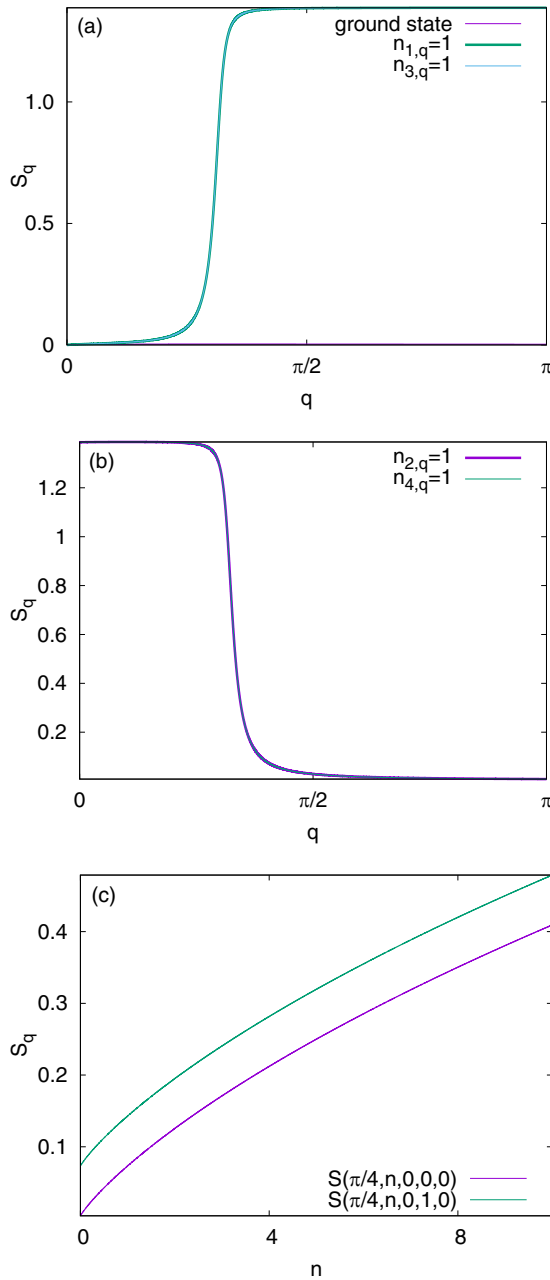 (a)
ground state
n1,q=1
n3,q=1
1.0
0.5
0
Sq
0
π/2
π
q
(b)
n2,q=1
n4,q=1
1.2
1
0.8
0.6
0.4
0.2
Sq
0
π/2
π
q
(c)
0.4
0.3
0.2
0.1
Sq
S(π/4,n,0,0,0)
S(π/4,n,0,1,0)
0
4
8
n